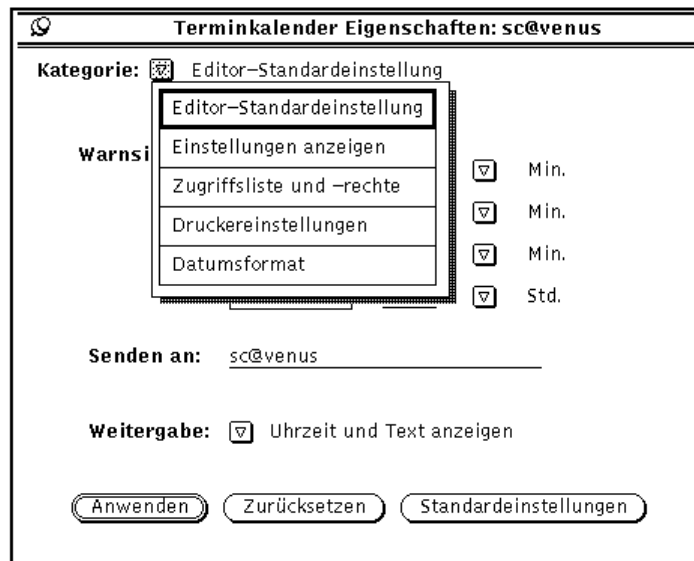 Terminkalender Eigenschaften: sc@venus
Kategorie: Editor–Standardeinstellung
Editor–Standardeinstellung
Einstellungen anzeigen
Zugriffsliste und –rechte
Druckereinstellungen
Datumsformat
Min.
Min.
Min.
Std.
Senden an: sc@venus
Weitergabe: Uhrzeit und Text anzeigen
Anwenden Zurücksetzen Standardeinstellungen